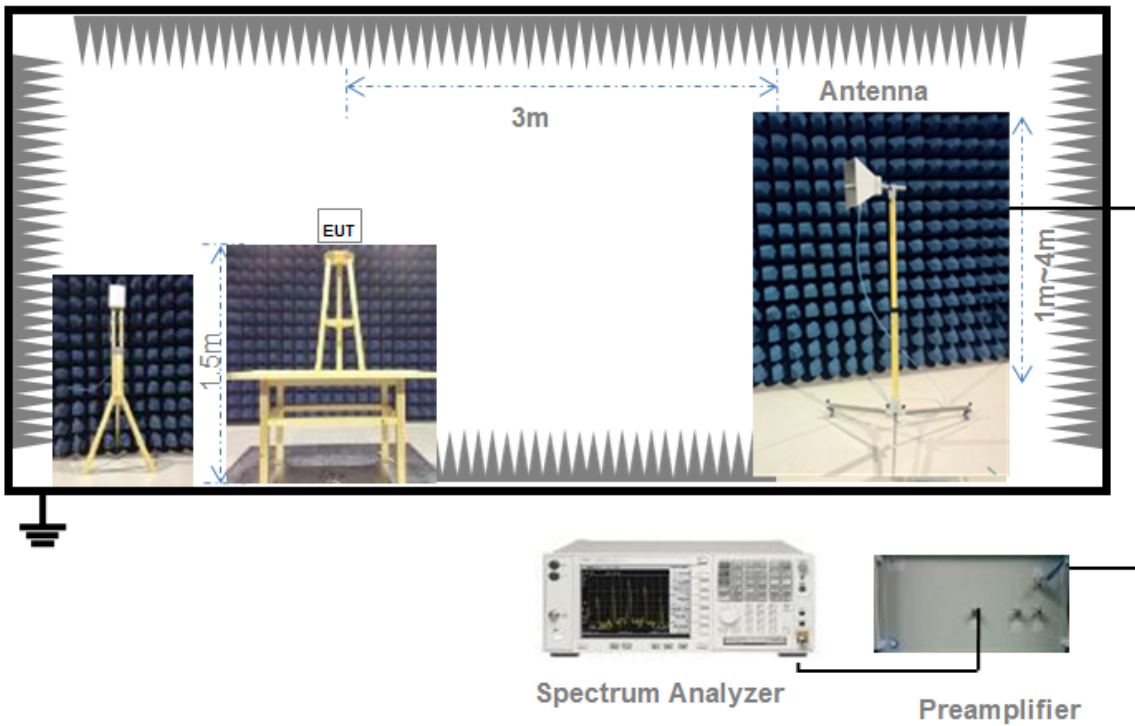 Antenna
3m
EUT
1.5m
1m~4m
Spectrum Analyzer
Preamplifier